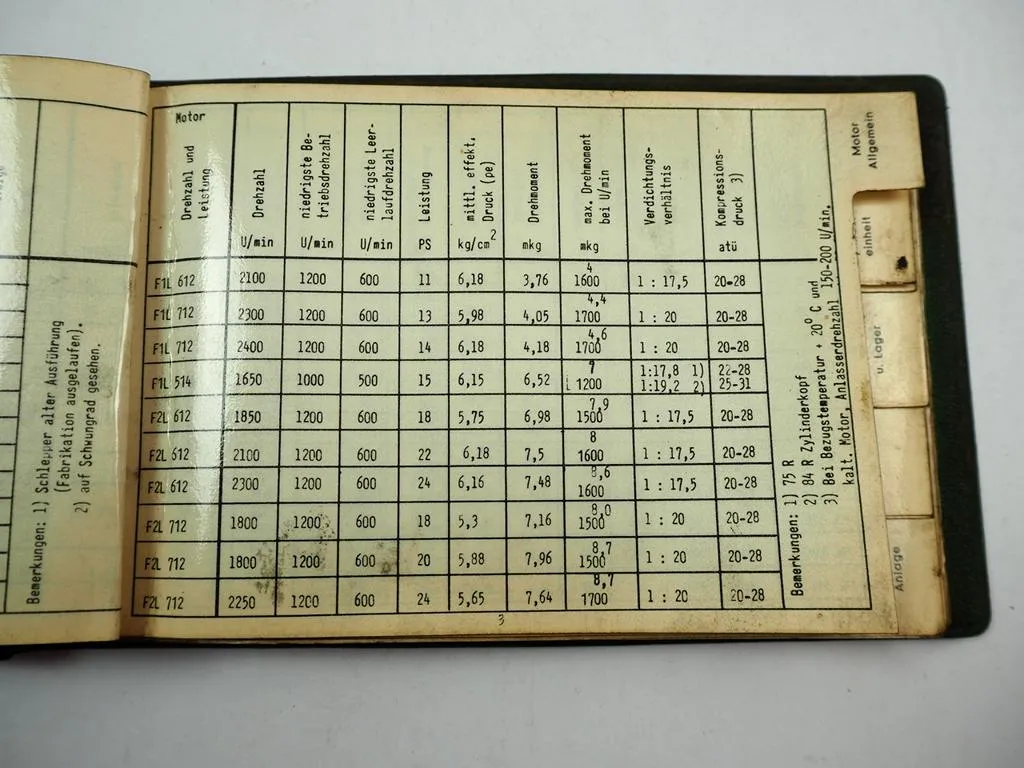 Bemerkungen: 1) Schlepper alter Ausführung
(Fabrikation ausgelaufen).
2) auf Schwungrad gesehen.
Motor
Drehzahl und
Leistung
Drehzahl
U/min
niedrigste Be-
triebsdrehzahl
U/min
niedrigste Leer-
laufdrehzahl
U/min
Leistung
PS
mittl. effekt.
Druck (pe)
kg/cm2
Drehmoment
mkg
max. Drehmoment
bei U/min
mkg
Verdichtungs-
verhältnis
Kompressions-
druck 3)
atü
F1L 612 2100 1200 600 11 6,18 3,76 4 1600 1 : 17,5 20-28
F1L 712 2300 1200 600 13 5,98 4,05 4,4 1700 1 : 20 20-28
F1L 712 2400 1200 600 14 6,18 4,18 4,6 1700 1 : 20 20-28
F1L 514 1650 1000 500 15 6,15 6,52 7 1200 1:17,8 1) 22-28
1:19,2 2) 25-31
F2L 612 1850 1200 600 18 5,75 6,98 7,9 1500 1 : 17,5 20-28
F2L 612 2100 1200 600 22 6,18 7,5 8 1600 1 : 17,5 20-28
F2L 612 2300 1200 600 24 6,16 7,48 1600 1 : 17,5 20-28
F2L 712 1800 1200 600 18 5,3 7,16 8,0 1500 1 : 20 20-28
F2L 712 1800 1200 600 20 5,88 7,96 8,7 1500 1 : 20 20-28
F2L 712 2250 1200 600 24 5,65 7,64 8,7 1700 1 : 20 20-28
Bemerkungen: 1) 75 R
2) 84 R Zylinderkopf
3) Bei Bezugstemperatur + 20° C und
kalt. Motor, Anlasserdrehzahl 150-200 U/min.
3
Motor
Allgemein
einheit
u. Lager
Anlage